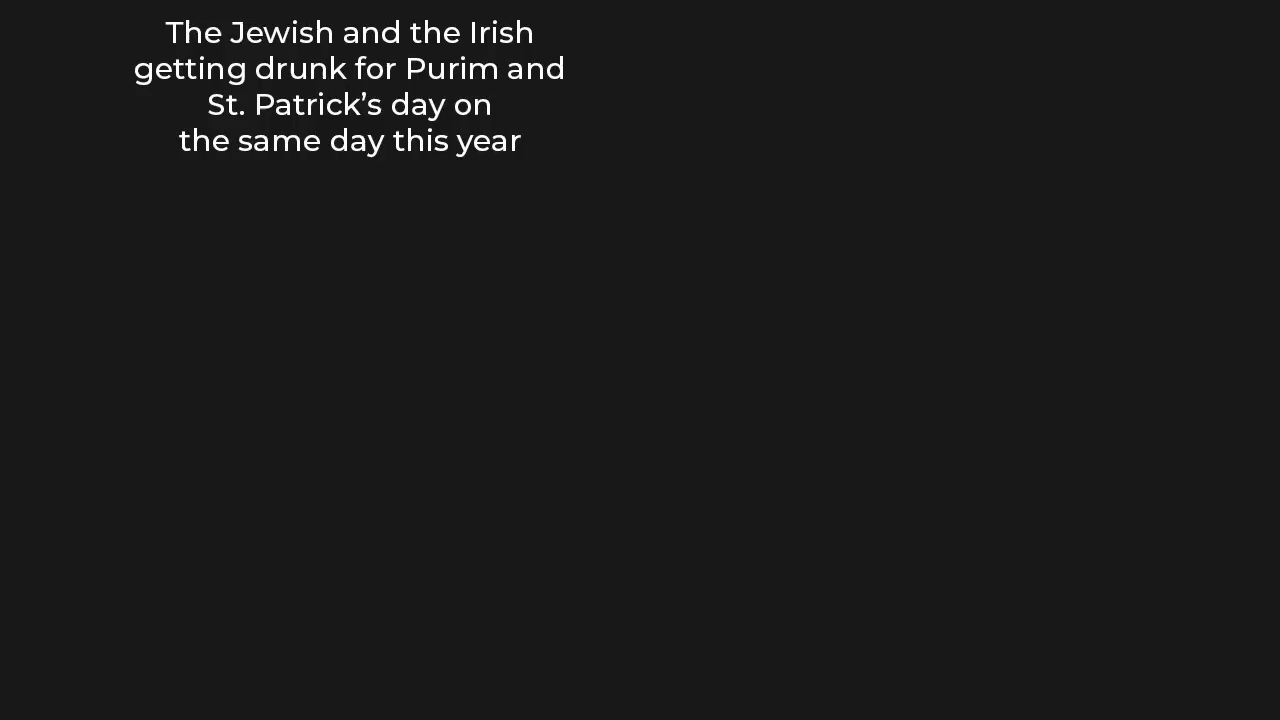 The Jewish and the Irish
getting drunk for Purim and
St. Patrick’s day on
the same day this year